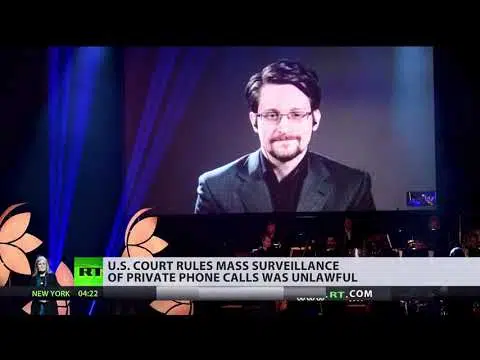 RT
U.S. COURT RULES MASS SURVEILLANCE
OF PRIVATE PHONE CALLS WAS UNLAWFUL
NEW YORK 04:22
RT.COM